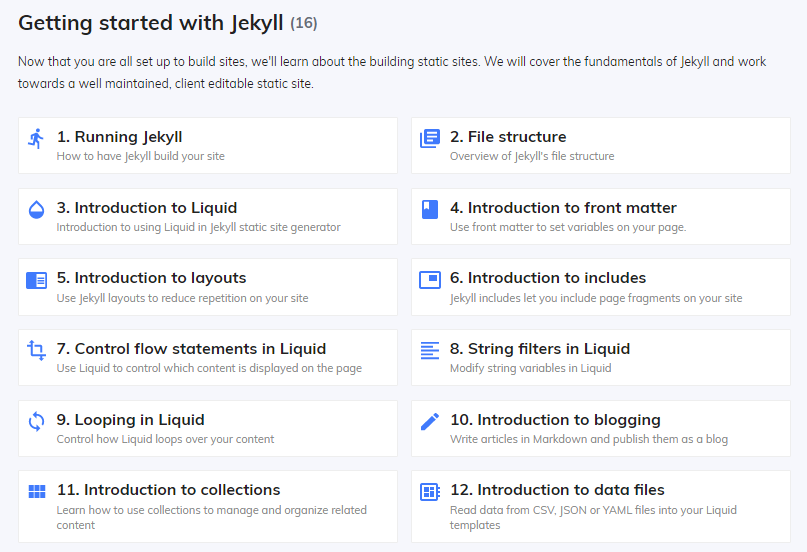 Getting started with Jekyll (16)
Now that you are all set up to build sites, we'll learn about the building static sites. We will cover the fundamentals of Jekyll and work
towards a well maintained, client editable static site.
1. Running Jekyll
How to have Jekyll build your site
2. File structure
Overview of Jekyll's file structure
3. Introduction to Liquid
Introduction to using Liquid in Jekyll static site generator
4. Introduction to front matter
Use front matter to set variables on your page.
5. Introduction to layouts
Use Jekyll layouts to reduce repetition on your site
6. Introduction to includes
Jekyll includes let you include page fragments on your site
7. Control flow statements in Liquid
Use Liquid to control which content is displayed on the page
8. String filters in Liquid
Modify string variables in Liquid
9. Looping in Liquid
Control how Liquid loops over your content
10. Introduction to blogging
Write articles in Markdown and publish them as a blog
11. Introduction to collections
Learn how to use collections to manage and organize related
content
12. Introduction to data files
Read data from CSV, JSON or YAML files into your Liquid
templates